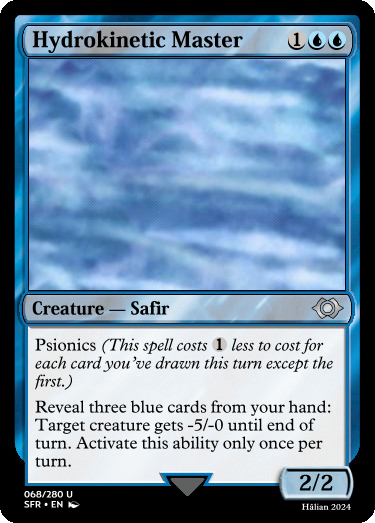 Hydrokinetic Master 1
Creature — Safir
Psionics (This spell costs 1 less to cost for
each card you've drawn this turn except the
first.)
Reveal three blue cards from your hand:
Target creature gets -5/-0 until end of
turn. Activate this ability only once per
turn.
2/2
068/280 U
SFR • EN
Hālian 2024